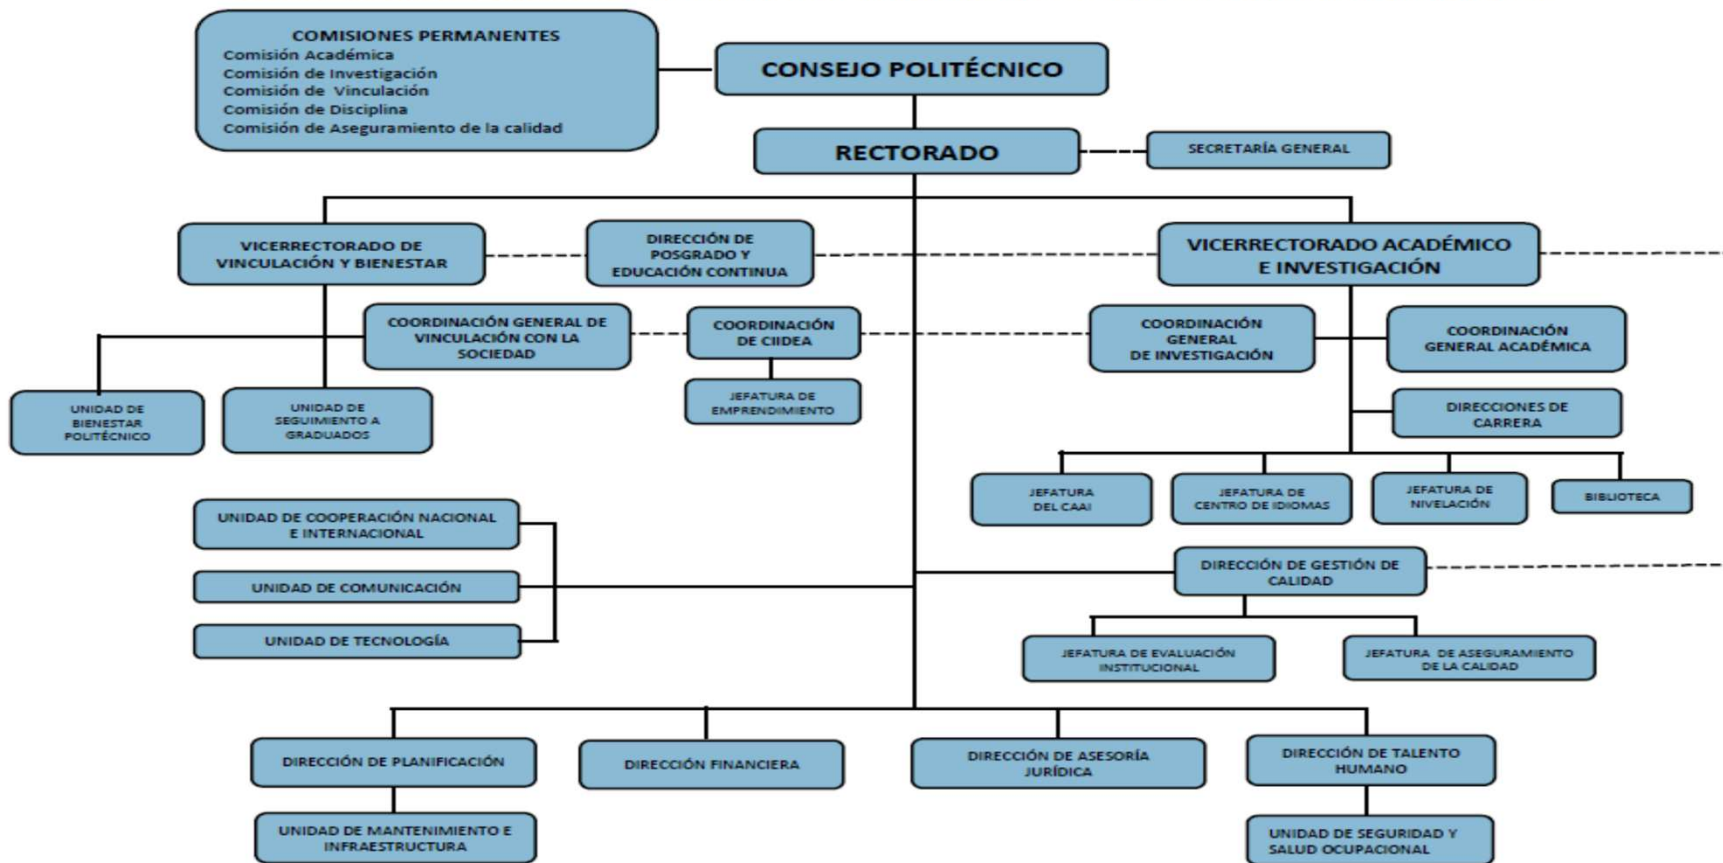 COMISIONES PERMANENTES
Comisión Académica
Comisión de Investigación
Comisión de Vinculación
Comisión de Disciplina
Comisión de Aseguramiento de la calidad
CONSEJO POLITÉCNICO
RECTORADO
SECRETARÍA GENERAL
VICERRECTORADO DE
VINCULACIÓN Y BIENESTAR
DIRECCIÓN DE
POSGRADO Y
EDUCACIÓN CONTINUA
VICERRECTORADO ACADÉMICO
E INVESTIGACIÓN
COORDINACIÓN GENERAL DE
VINCULACIÓN CON LA
SOCIEDAD
COORDINACIÓN
DE CIIDEA
COORDINACIÓN
GENERAL
DE INVESTIGACIÓN
COORDINACIÓN
GENERAL ACADÉMICA
UNIDAD DE
BIENESTAR
POLITÉCNICO
UNIDAD DE
SEGUIMIENTO A
GRADUADOS
JEFATURA DE
EMPRENDIMIENTO
DIRECCIONES DE
CARRERA
JEFATURA
DEL CAAI
JEFATURA DE
CENTRO DE IDIOMAS
JEFATURA DE
NIVELACIÓN
BIBLIOTECA
UNIDAD DE COOPERACIÓN NACIONAL
E INTERNACIONAL
UNIDAD DE COMUNICACIÓN
UNIDAD DE TECNOLOGÍA
DIRECCIÓN DE GESTIÓN DE
CALIDAD
JEFATURA DE EVALUACIÓN
INSTITUCIONAL
JEFATURA DE ASEGURAMIENTO
DE LA CALIDAD
DIRECCIÓN DE PLANIFICACIÓN
DIRECCIÓN FINANCIERA
DIRECCIÓN DE ASESORÍA
JURÍDICA
DIRECCIÓN DE TALENTO
HUMANO
UNIDAD DE MANTENIMIENTO E
INFRAESTRUCTURA
UNIDAD DE SEGURIDAD Y
SALUD OCUPACIONAL